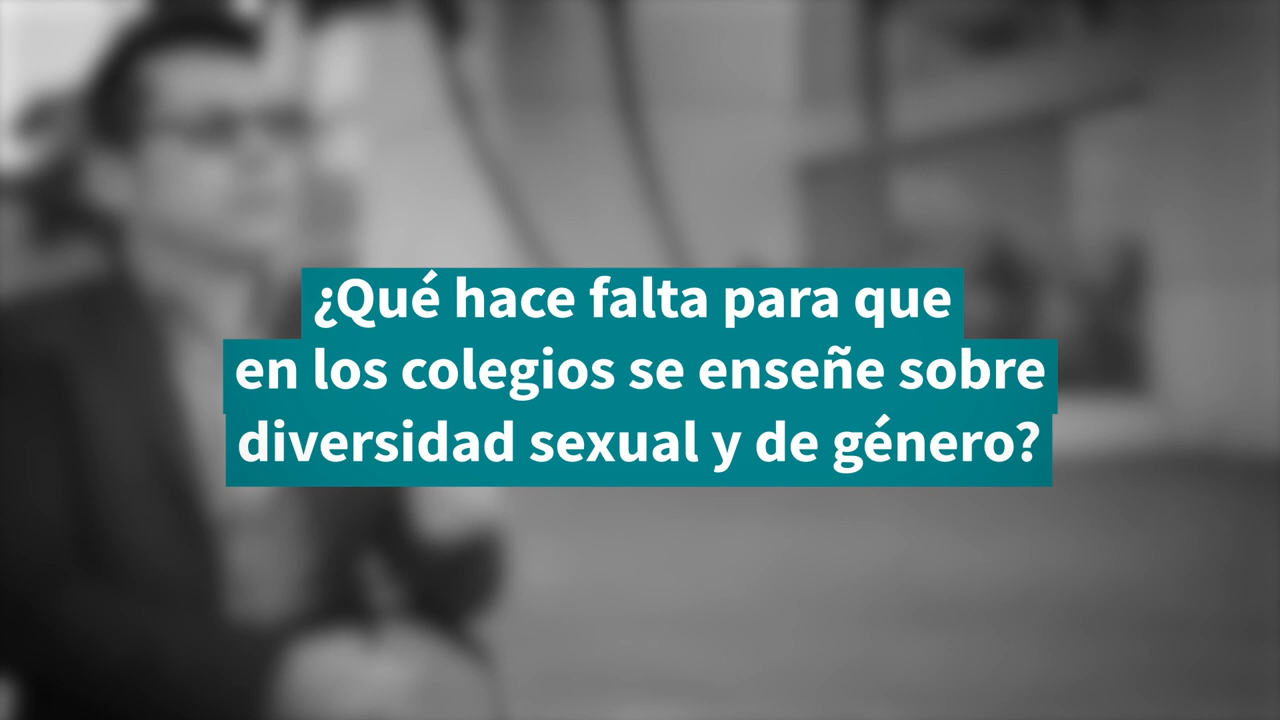 ¿Qué hace falta para que
en los colegios se enseñe sobre
diversidad sexual y de género?